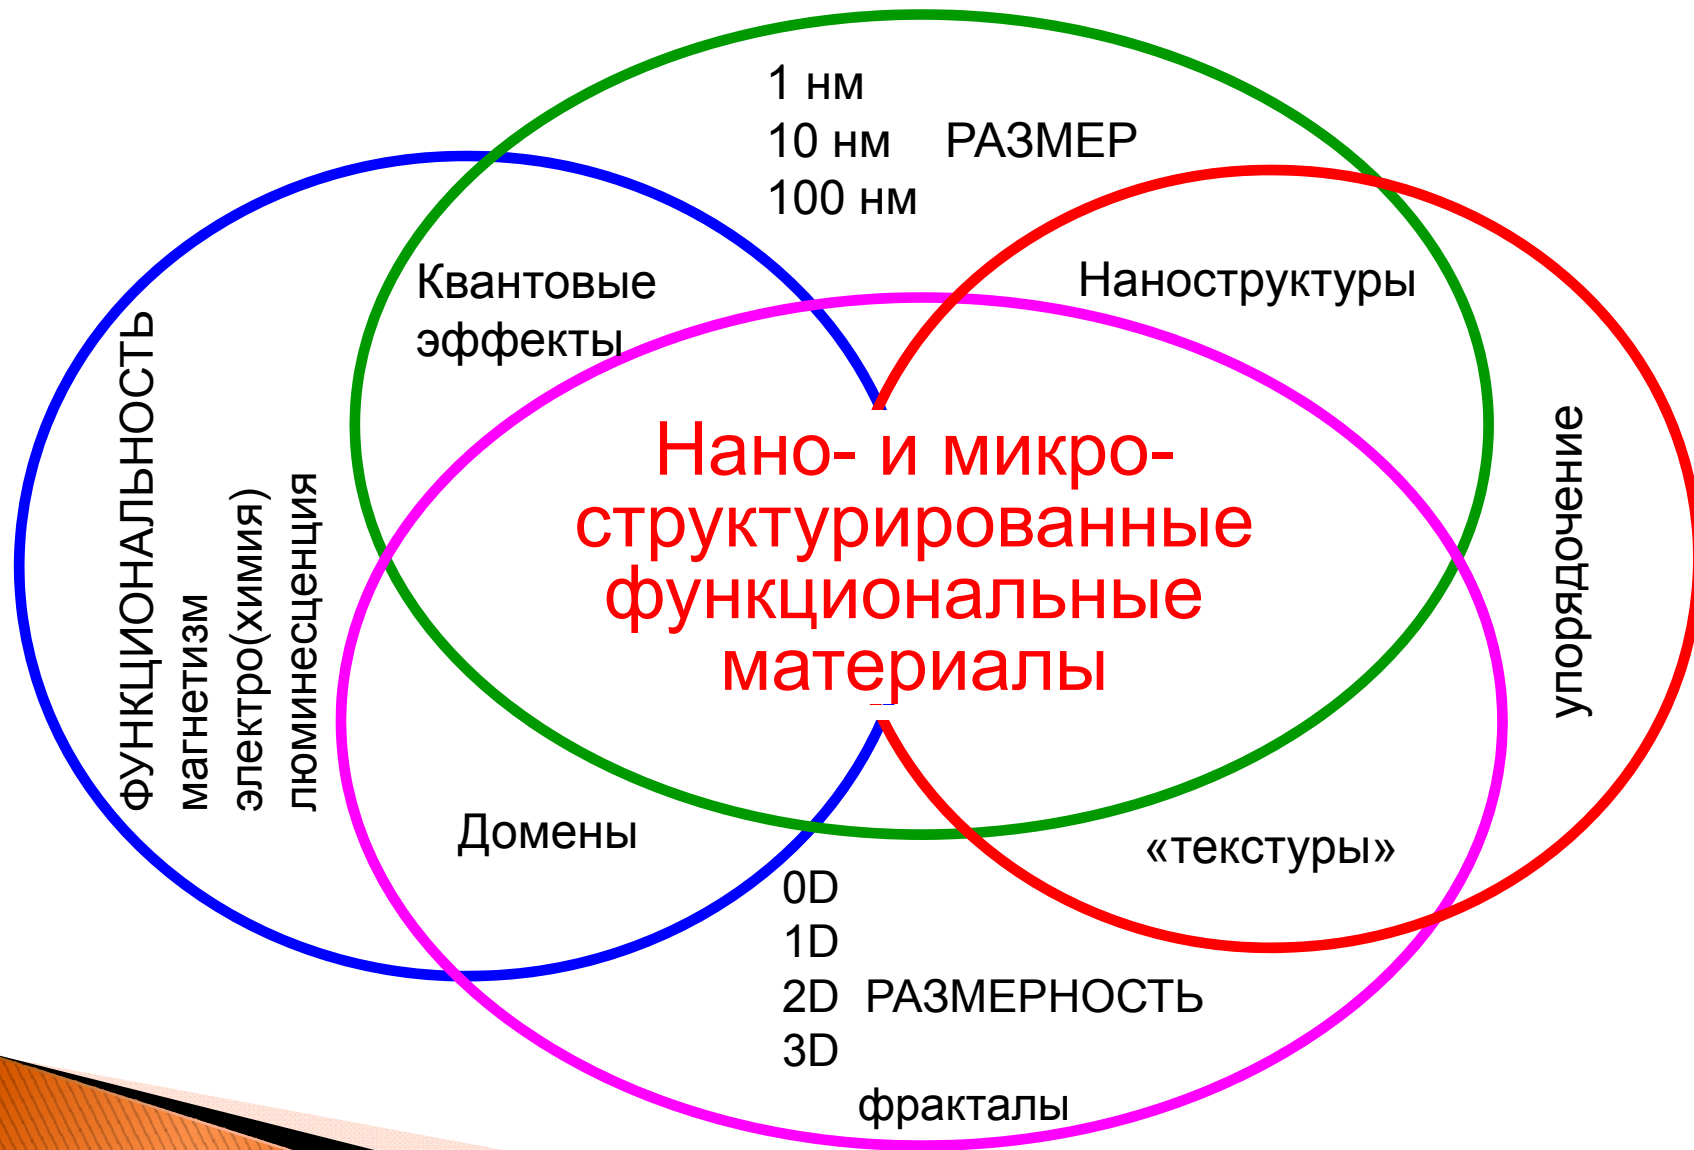 1 нм
10 нм РАЗМЕР
100 нм
Квантовые
эффекты
Наноструктуры
ФУНКЦИОНАЛЬНОСТЬ
магнетизм
электро(химия)
люминесценция
Нано- и микро-
структурированные
функциональные
материалы
упорядочение
Домены
«текстуры»
0D
1D
2D РАЗМЕРНОСТЬ
3D
фракталы